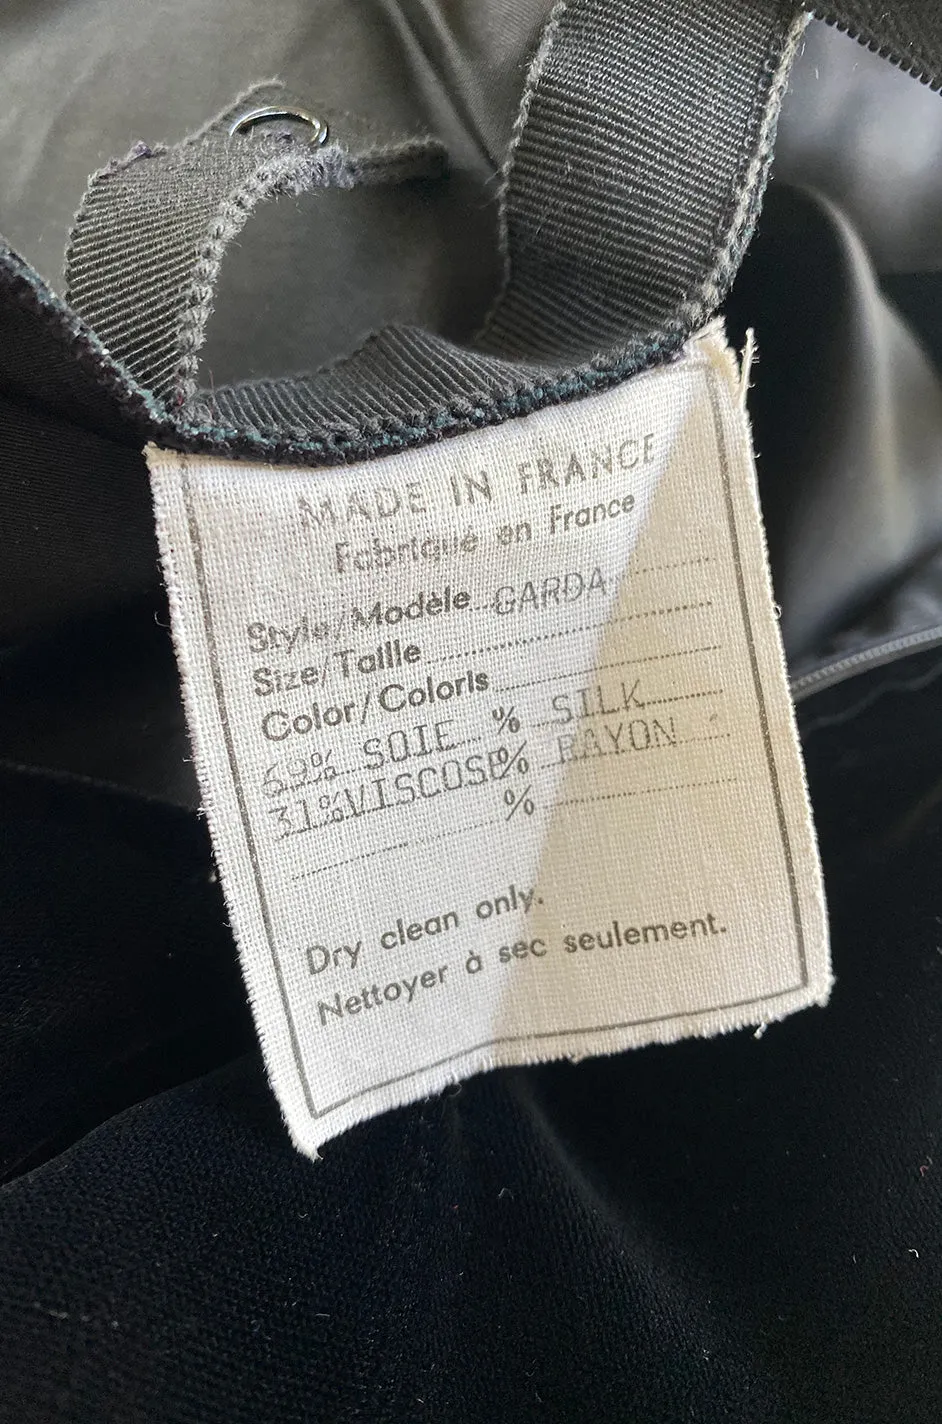 MADE IN FRANCE
Fabriqué en France
Style/Modèle GARDA
Size/Taille
Color/Coloris
69% SOIE % SILK
31%VISCOSE% RAYON
%
Dry clean only.
Nettoyer à sec seulement.